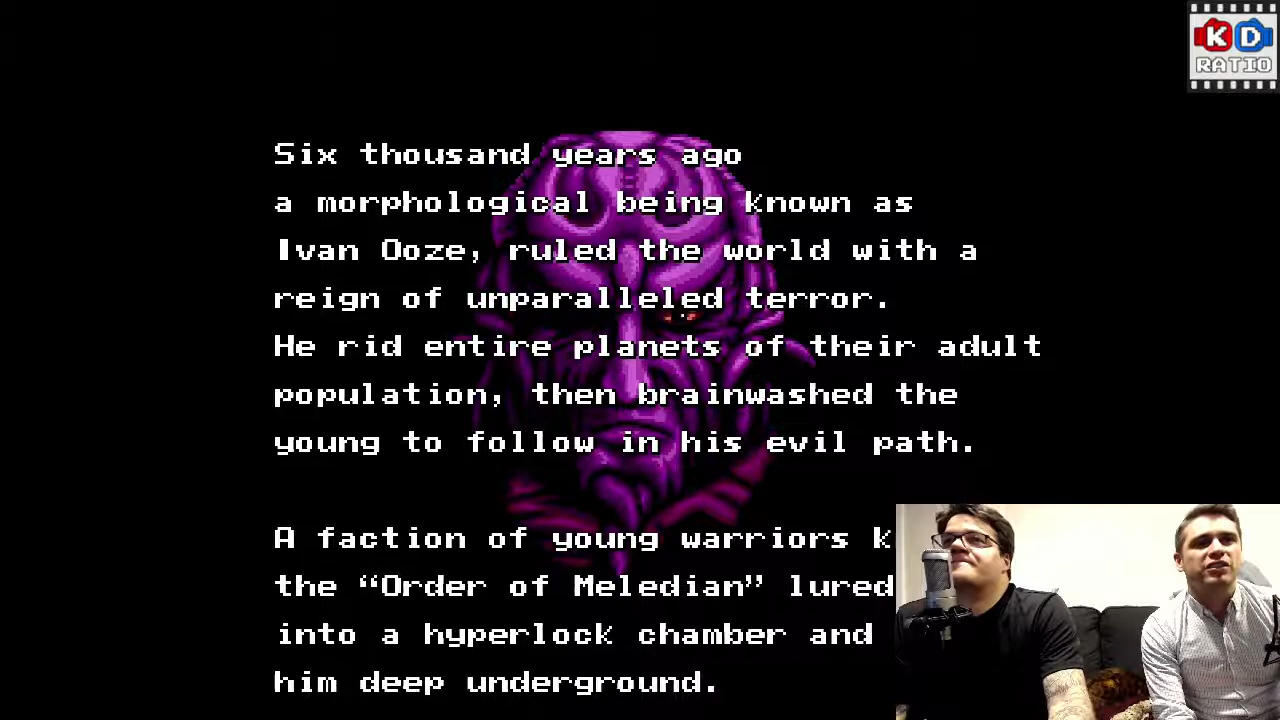 K D
RATIO
Six thousand years ago
a morphological being known as
Ivan Ooze, ruled the world with a
reign of unparalleled terror.
He rid entire planets of their adult
population, then brainwashed the
young to follow in his evil path.
A faction of young warriors k
the “Order of Meledian” lured
into a hyperlock chamber and
him deep underground.